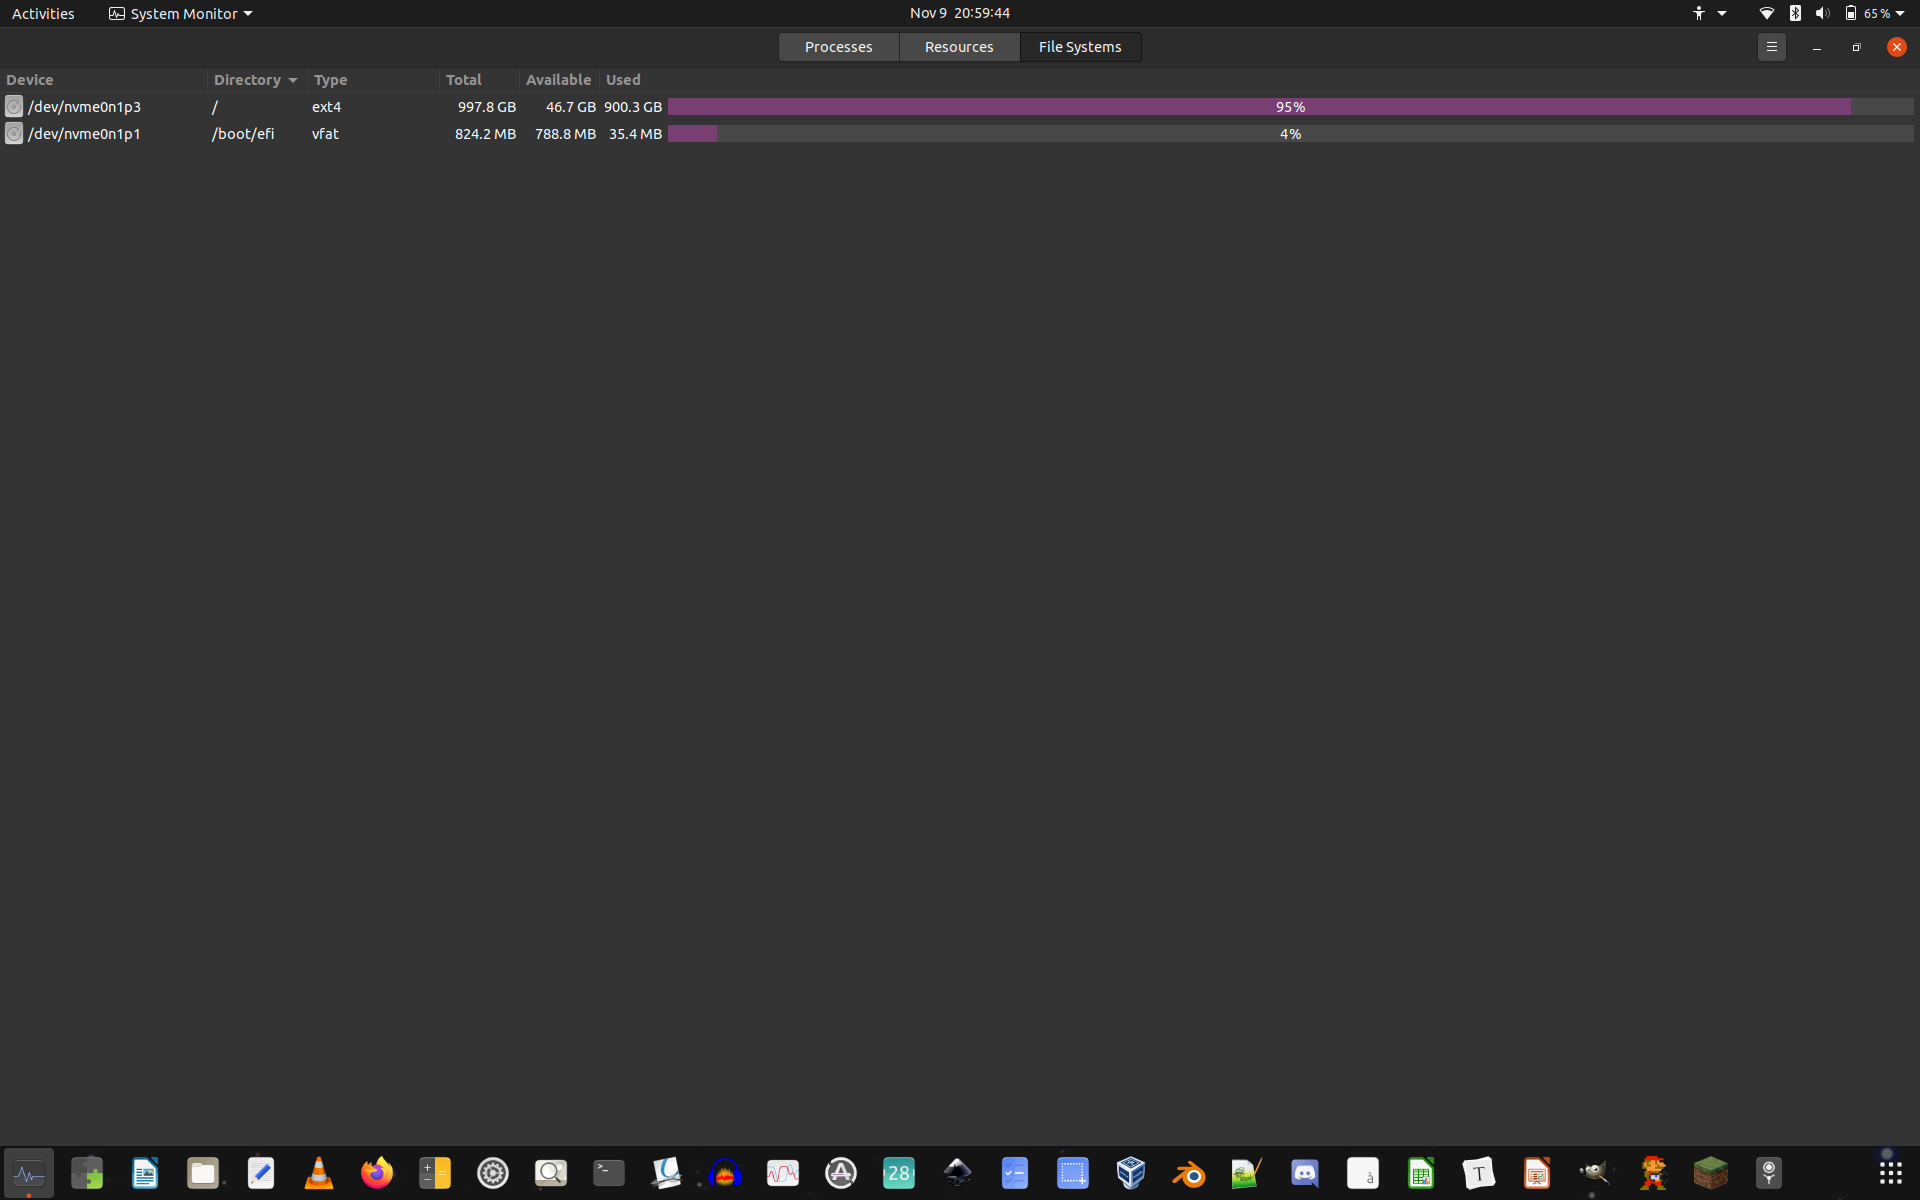 Activities System Monitor Nov 9 20:59:44 65 %
Processes Resources File Systems
Device Directory Type Total Available Used
/dev/nvme0n1p3 / ext4 997.8 GB 46.7 GB 900.3 GB 95%
/dev/nvme0n1p1 /boot/efi vfat 824.2 MB 788.8 MB 35.4 MB 4%
28
T